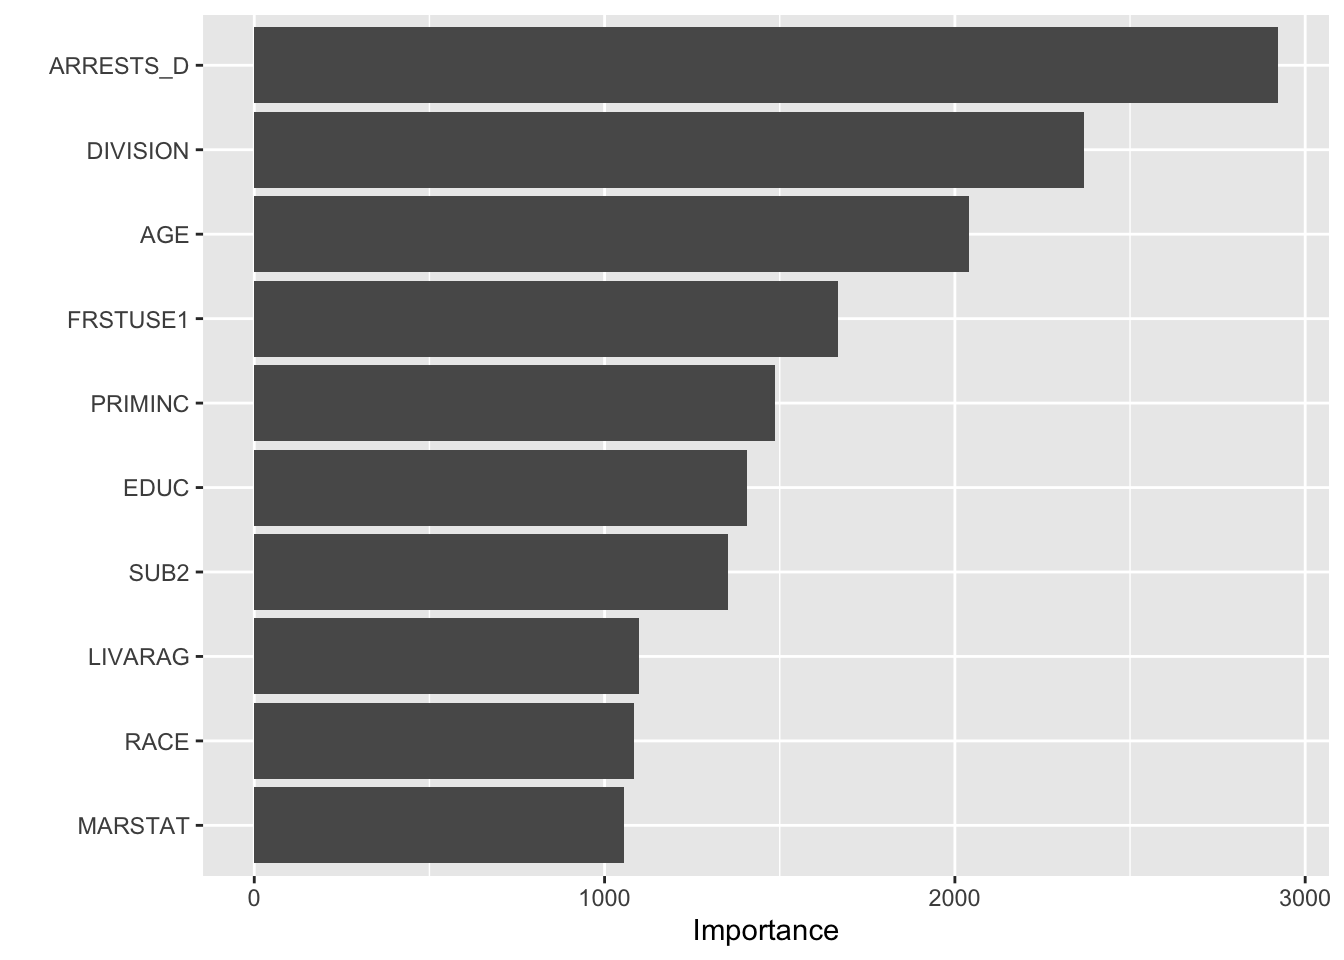 ARRESTS_D
DIVISION
AGE
FRSTUSE1
PRIMINC
EDUC
SUB2
LIVARAG
RACE
MARSTAT
0 1000 2000 3000
Importance